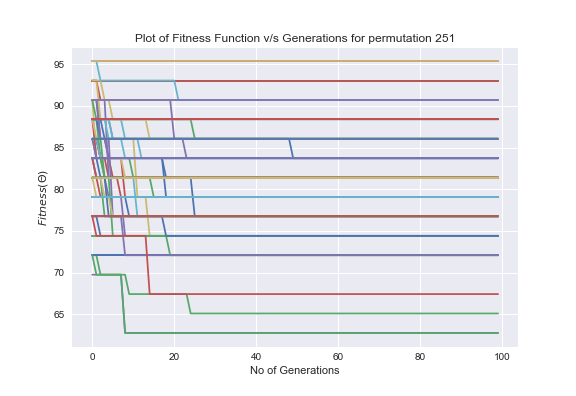 Plot of Fitness Function v/s Generations for permutation 251
95
90
85
80
75
70
65
Fitness(Θ)
0 20 40 60 80 100
No of Generations